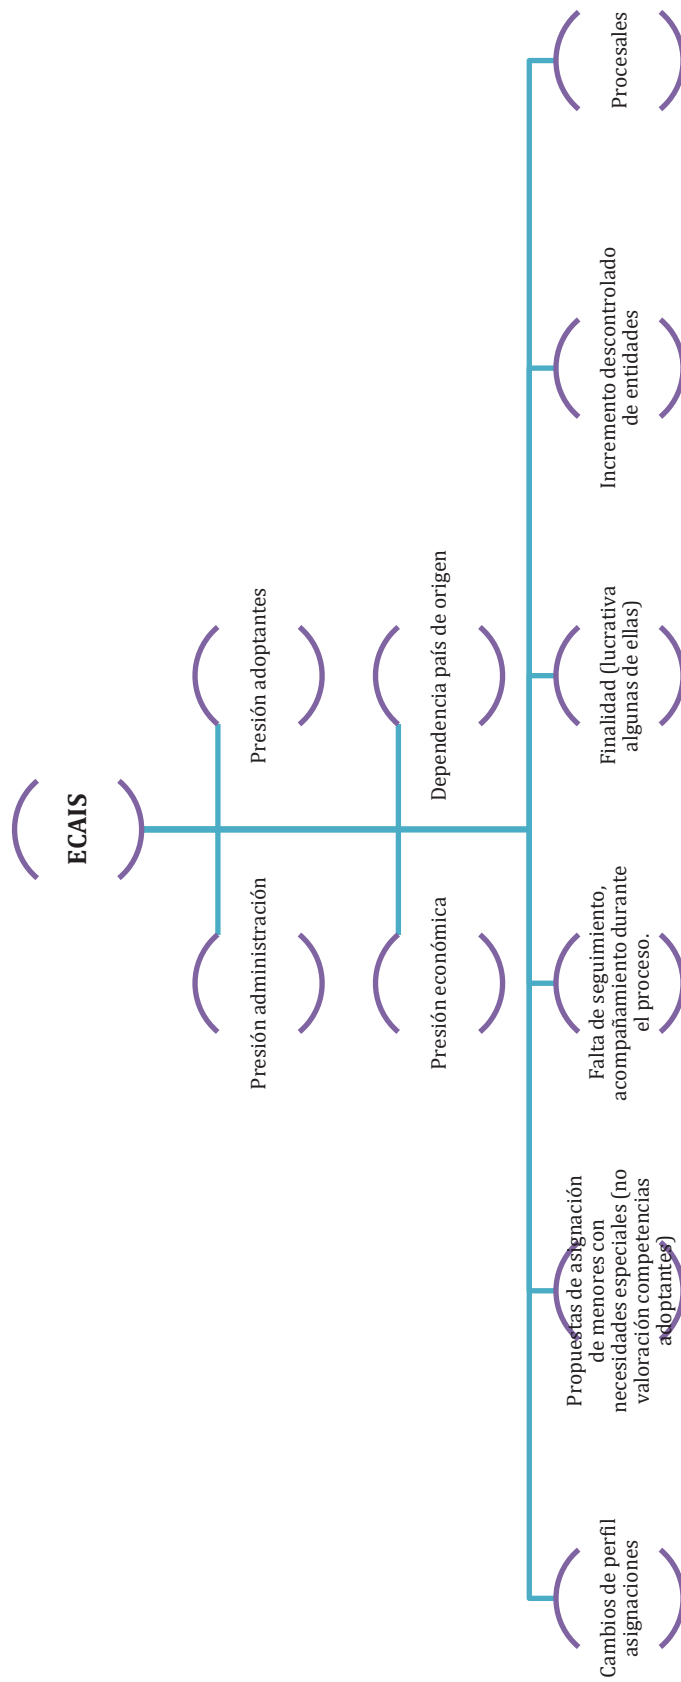 ECAIS
Presión administración
Presión adoptantes
Presión económica
Dependencia país de origen
Cambios de perfil
asignaciones
Propuestas de asignación
de menores con
necesidades especiales (no
valoración competencias
adoptantes)
Falta de seguimiento,
acompañamiento durante
el proceso.
Finalidad (lucrativa
algunas de ellas)
Incremento descontrolado
de entidades
Procesales